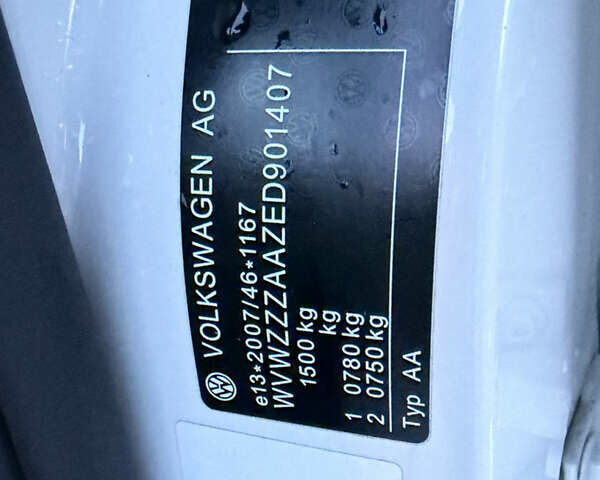 VOLKSWAGEN AG
e13*2007/46*1167
WVWZZZAAZED901407
1500 kg
kg
1 0780 kg
2 0750 kg
Typ AA